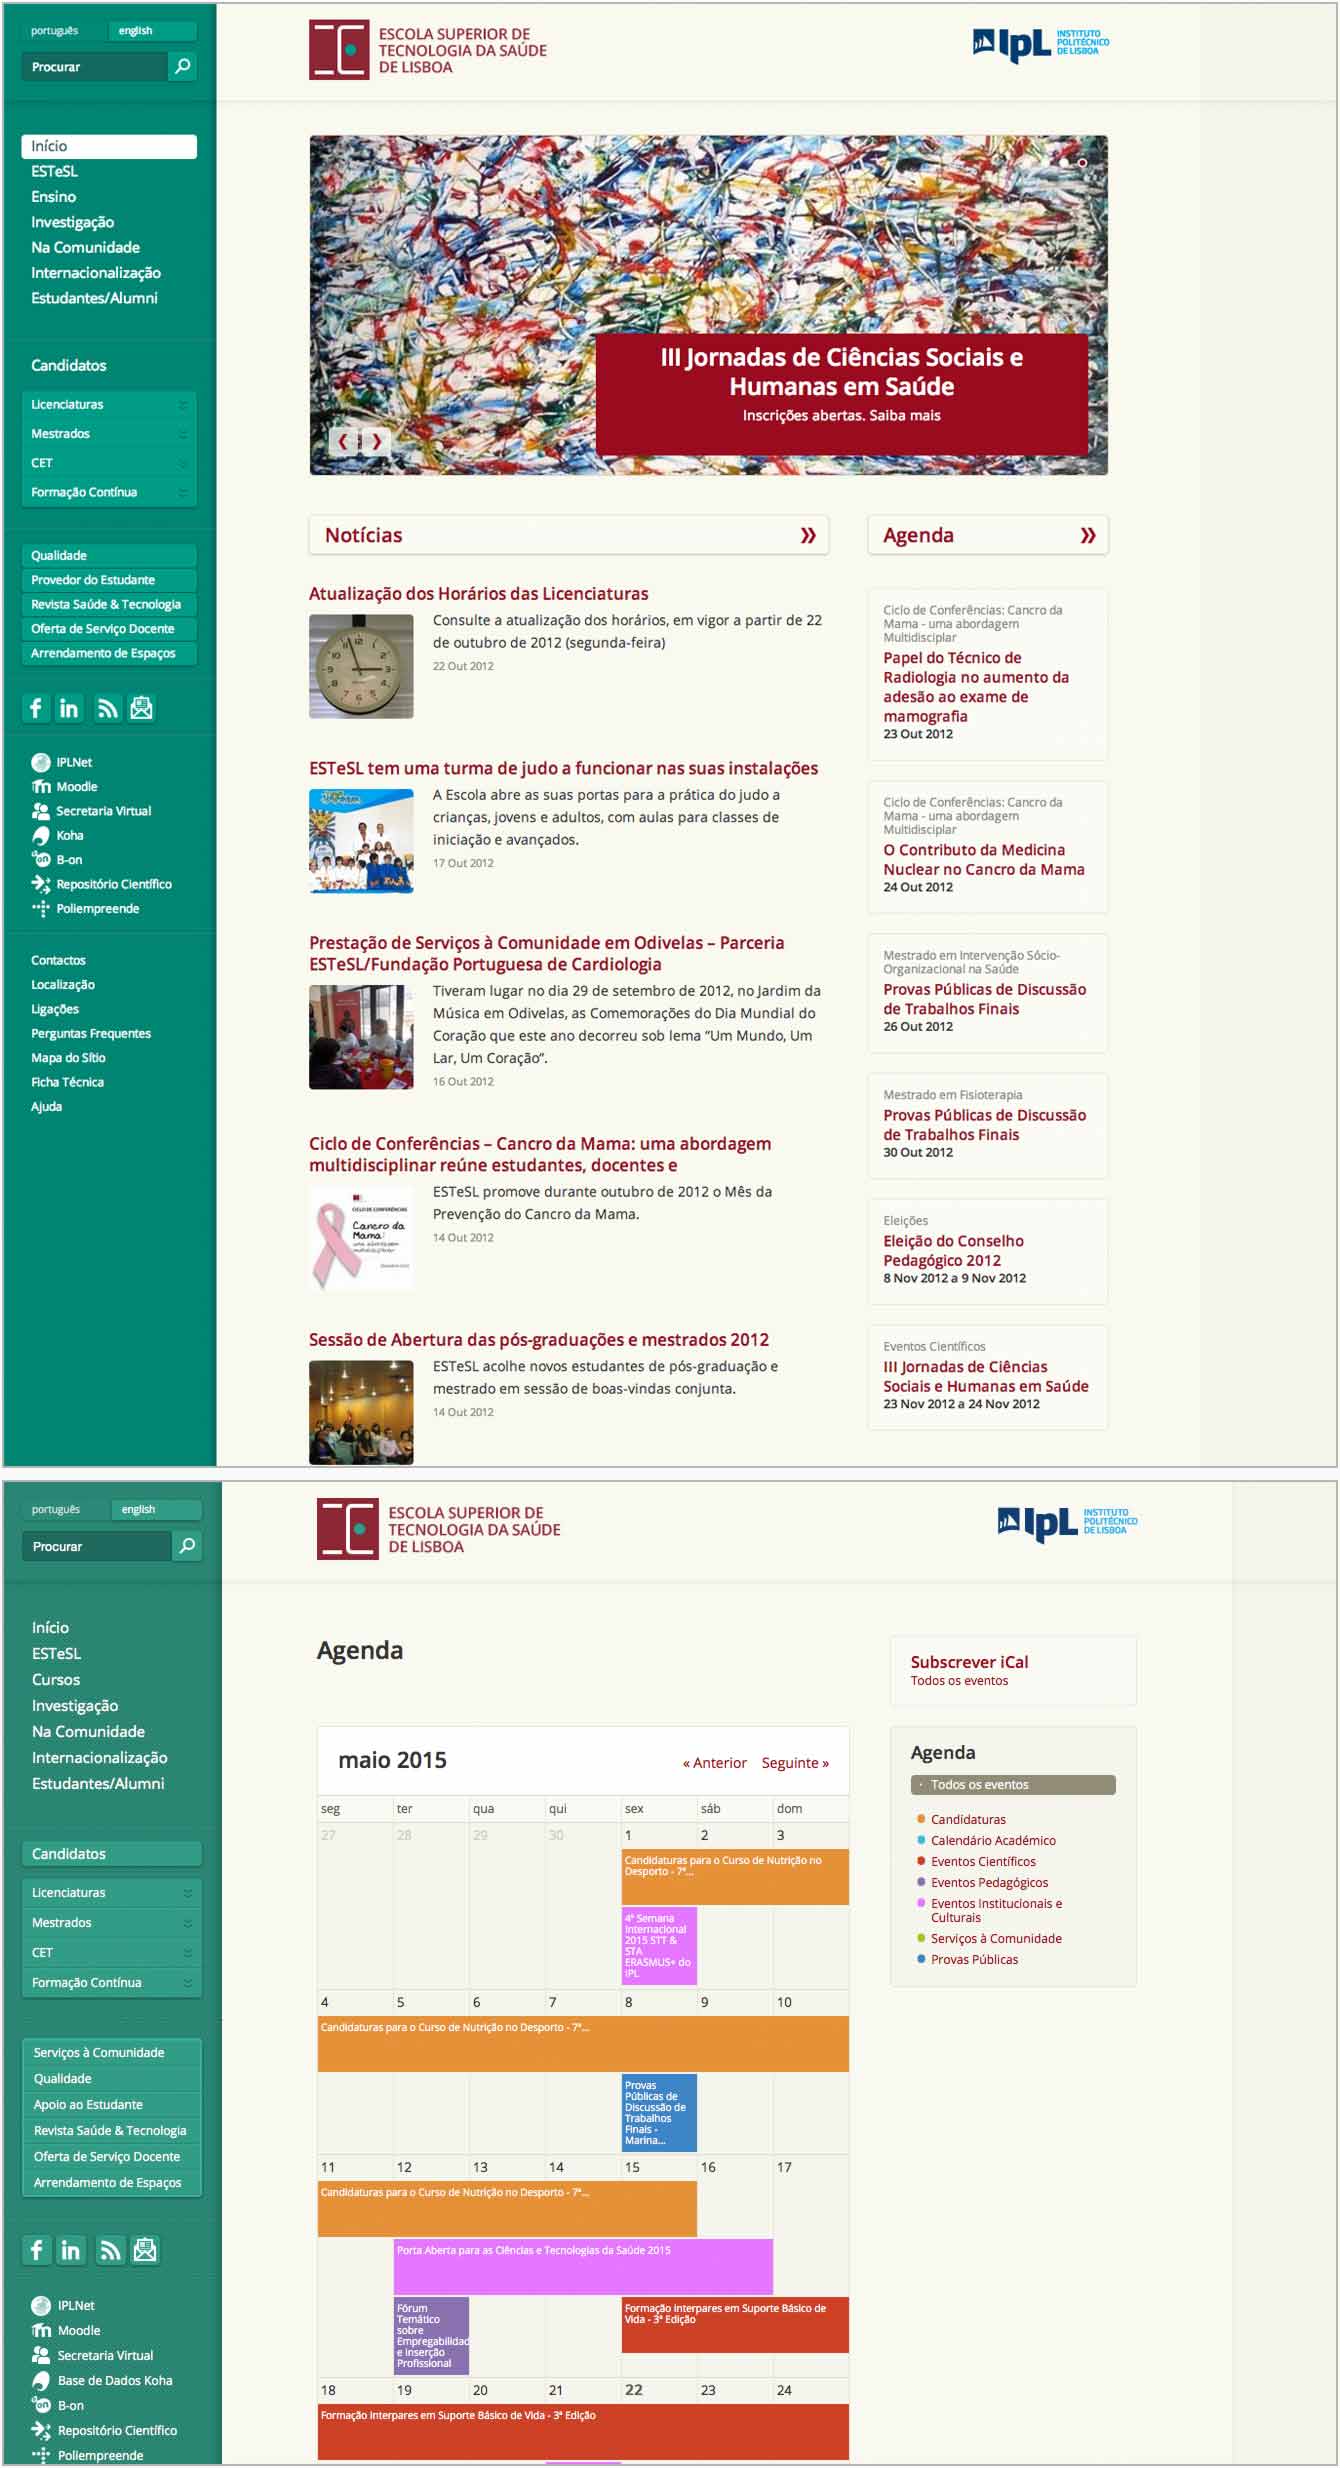 português
english
Procurar
ESCOLA SUPERIOR DE
TECNOLOGIA DA SAÚDE
DE LISBOA
IPL
INSTITUTO
POLITÉCNICO
DE LISBOA
Início
ESTeSL
Ensino
Investigação
Na Comunidade
Internacionalização
Estudantes/Alumni
Candidatos
Licenciaturas
Mestrados
CET
Formação Contínua
Qualidade
Provedor do Estudante
Revista Saúde & Tecnologia
Oferta de Serviço Docente
Arrendamento de Espaços
f in
IPLNet
Moodle
Secretaria Virtual
Koha
B-on
Repositório Científico
Poliempreende
Contactos
Localização
Ligações
Perguntas Frequentes
Mapa do Sítio
Ficha Técnica
Ajuda
III Jornadas de Ciências Sociais e
Humanas em Saúde
Inscrições abertas. Saiba mais
Notícias »
Atualização dos Horários das Licenciaturas
Consulte a atualização dos horários, em vigor a partir de 22
de outubro de 2012 (segunda-feira)
22 Out 2012
ESTeSL tem uma turma de judo a funcionar nas suas instalações
A Escola abre as suas portas para a prática do judo a
crianças, jovens e adultos, com aulas para classes de
iniciação e avançados.
17 Out 2012
Prestação de Serviços à Comunidade em Odivelas – Parceria
ESTeSL/Fundação Portuguesa de Cardiologia
Tiveram lugar no dia 29 de setembro de 2012, no Jardim da
Música em Odivelas, as Comemorações do Dia Mundial do
Coração que este ano decorreu sob lema “Um Mundo, Um
Lar, Um Coração”.
16 Out 2012
Ciclo de Conferências – Cancro da Mama: uma abordagem
multidisciplinar reúne estudantes, docentes e
CICLO DE CONFERÊNCIAS
Cancro da
Mama:
ESTeSL promove durante outubro de 2012 o Mês da
Prevenção do Cancro da Mama.
14 Out 2012
Sessão de Abertura das pós-graduações e mestrados 2012
ESTeSL acolhe novos estudantes de pós-graduação e
mestrado em sessão de boas-vindas conjunta.
14 Out 2012
Agenda »
Ciclo de Conferências: Cancro da
Mama - uma abordagem
Multidisciplar
Papel do Técnico de
Radiologia no aumento da
adesão ao exame de
mamografia
23 Out 2012
Ciclo de Conferências: Cancro da
Mama - uma abordagem
Multidisciplar
O Contributo da Medicina
Nuclear no Cancro da Mama
24 Out 2012
Mestrado em Intervenção Sócio-
Organizacional na Saúde
Provas Públicas de Discussão
de Trabalhos Finais
26 Out 2012
Mestrado em Fisioterapia
Provas Públicas de Discussão
de Trabalhos Finais
30 Out 2012
Eleições
Eleição do Conselho
Pedagógico 2012
8 Nov 2012 a 9 Nov 2012
Eventos Científicos
III Jornadas de Ciências
Sociais e Humanas em Saúde
23 Nov 2012 a 24 Nov 2012
português
english
Procurar
ESCOLA SUPERIOR DE
TECNOLOGIA DA SAÚDE
DE LISBOA
IPL
INSTITUTO
POLITÉCNICO
DE LISBOA
Início
ESTeSL
Cursos
Investigação
Na Comunidade
Internacionalização
Estudantes/Alumni
Candidatos
Licenciaturas
Mestrados
CET
Formação Contínua
Serviços à Comunidade
Qualidade
Apoio ao Estudante
Revista Saúde & Tecnologia
Oferta de Serviço Docente
Arrendamento de Espaços
f in
IPLNet
Moodle
Secretaria Virtual
Base de Dados Koha
B-on
Repositório Científico
Poliempreende
Agenda
maio 2015
« Anterior Seguinte »
seg ter qua qui sex sáb dom
27 28 29 30 1 2 3
Candidaturas para o Curso de Nutrição no
Desporto - 7ª...
4ª Semana
Internacional
2015 STT &
STA
ERASMUS+ do
IPL
4 5 6 7 8 9 10
Candidaturas para o Curso de Nutrição no Desporto - 7ª...
Provas
Públicas de
Discussão de
Trabalhos
Finais -
Marina...
11 12 13 14 15 16 17
Candidaturas para o Curso de Nutrição no Desporto - 7ª...
Porta Aberta para as Ciências e Tecnologias da Saúde 2015
Fórum
Temático
sobre
Empregabilidad
e Inserção
Profissional
Formação Interpares em Suporte Básico de
Vida - 3ª Edição
18 19 20 21 22 23 24
Formação Interpares em Suporte Básico de Vida - 3ª Edição
Subscrever iCal
Todos os eventos
Agenda
Todos os eventos
Candidaturas
Calendário Académico
Eventos Científicos
Eventos Pedagógicos
Eventos Institucionais e
Culturais
Serviços à Comunidade
Provas Públicas